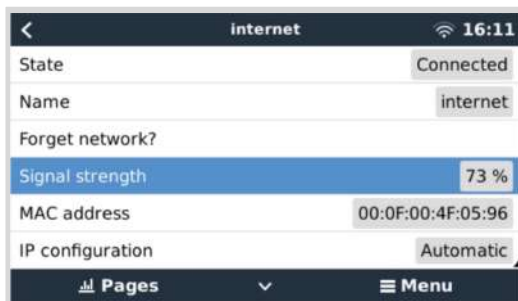 internet 16:11
State Connected
Name internet
Forget network?
Signal strength 73 %
MAC address 00:0F:00:4F:05:96
IP configuration Automatic
Pages Menu